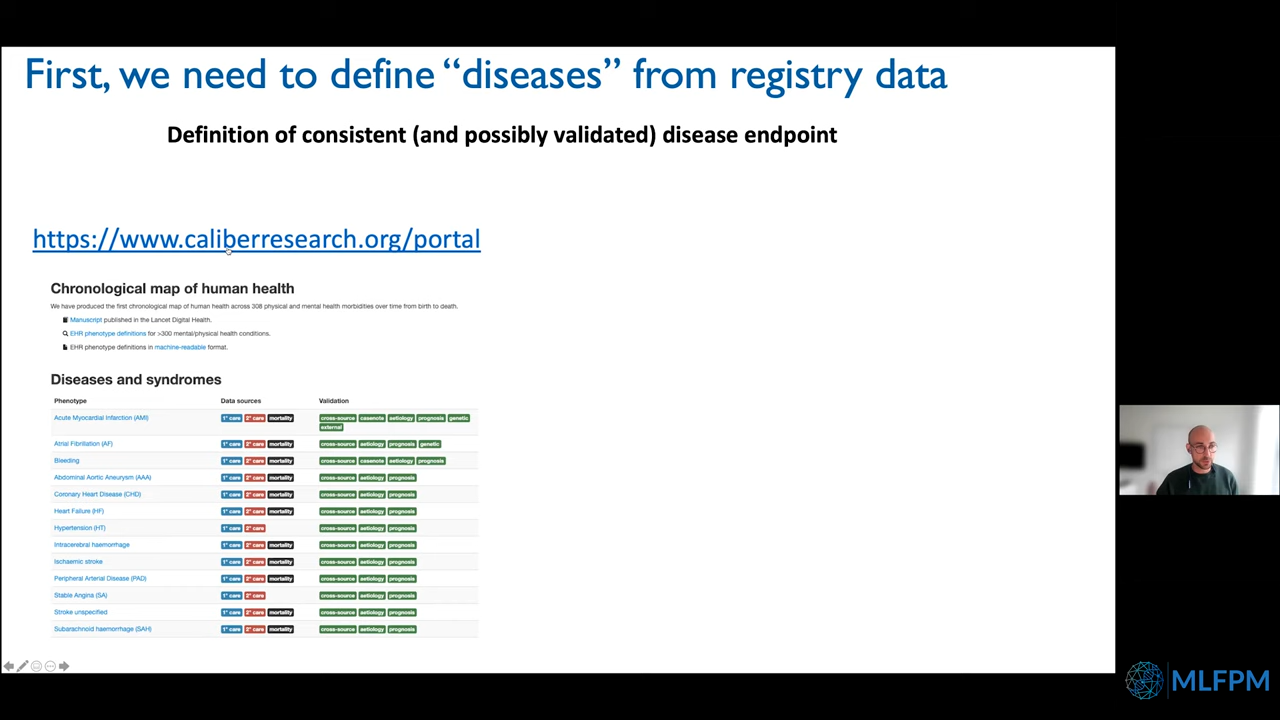 First, we need to define “diseases” from registry data
Definition of consistent (and possibly validated) disease endpoint
https://www.caliberresearch.org/portal
Chronological map of human health
We have produced the first chronological map of human health across 308 physical and mental health morbidities over time from birth to death.
Manuscript published in the Lancet Digital Health.
EHR phenotype definitions for >300 mental/physical health conditions.
EHR phenotype definitions in machine-readable format.
Diseases and syndromes
Phenotype Data sources Validation
Acute Myocardial Infarction (AMI) 1° care 2° care mortality cross-source casenote aetiology prognosis genetic
external
Atrial Fibrillation (AF) 1° care 2° care mortality cross-source aetiology prognosis genetic
Bleeding 1° care 2° care mortality cross-source casenote aetiology prognosis
Abdominal Aortic Aneurysm (AAA) 1° care 2° care mortality cross-source aetiology prognosis
Coronary Heart Disease (CHD) 1° care 2° care mortality cross-source aetiology prognosis
Heart Failure (HF) 1° care 2° care mortality cross-source aetiology prognosis
Hypertension (HT) 1° care 2° care cross-source aetiology prognosis
Intracerebral haemorrhage 1° care 2° care mortality cross-source aetiology prognosis
Ischaemic stroke 1° care 2° care mortality cross-source aetiology prognosis
Peripheral Arterial Disease (PAD) 1° care 2° care mortality cross-source aetiology prognosis
Stable Angina (SA) 1° care 2° care cross-source aetiology prognosis
Stroke unspecified 1° care 2° care mortality cross-source aetiology prognosis
Subarachnoid haemorrhage (SAH) 1° care 2° care mortality cross-source aetiology prognosis
MLFPM